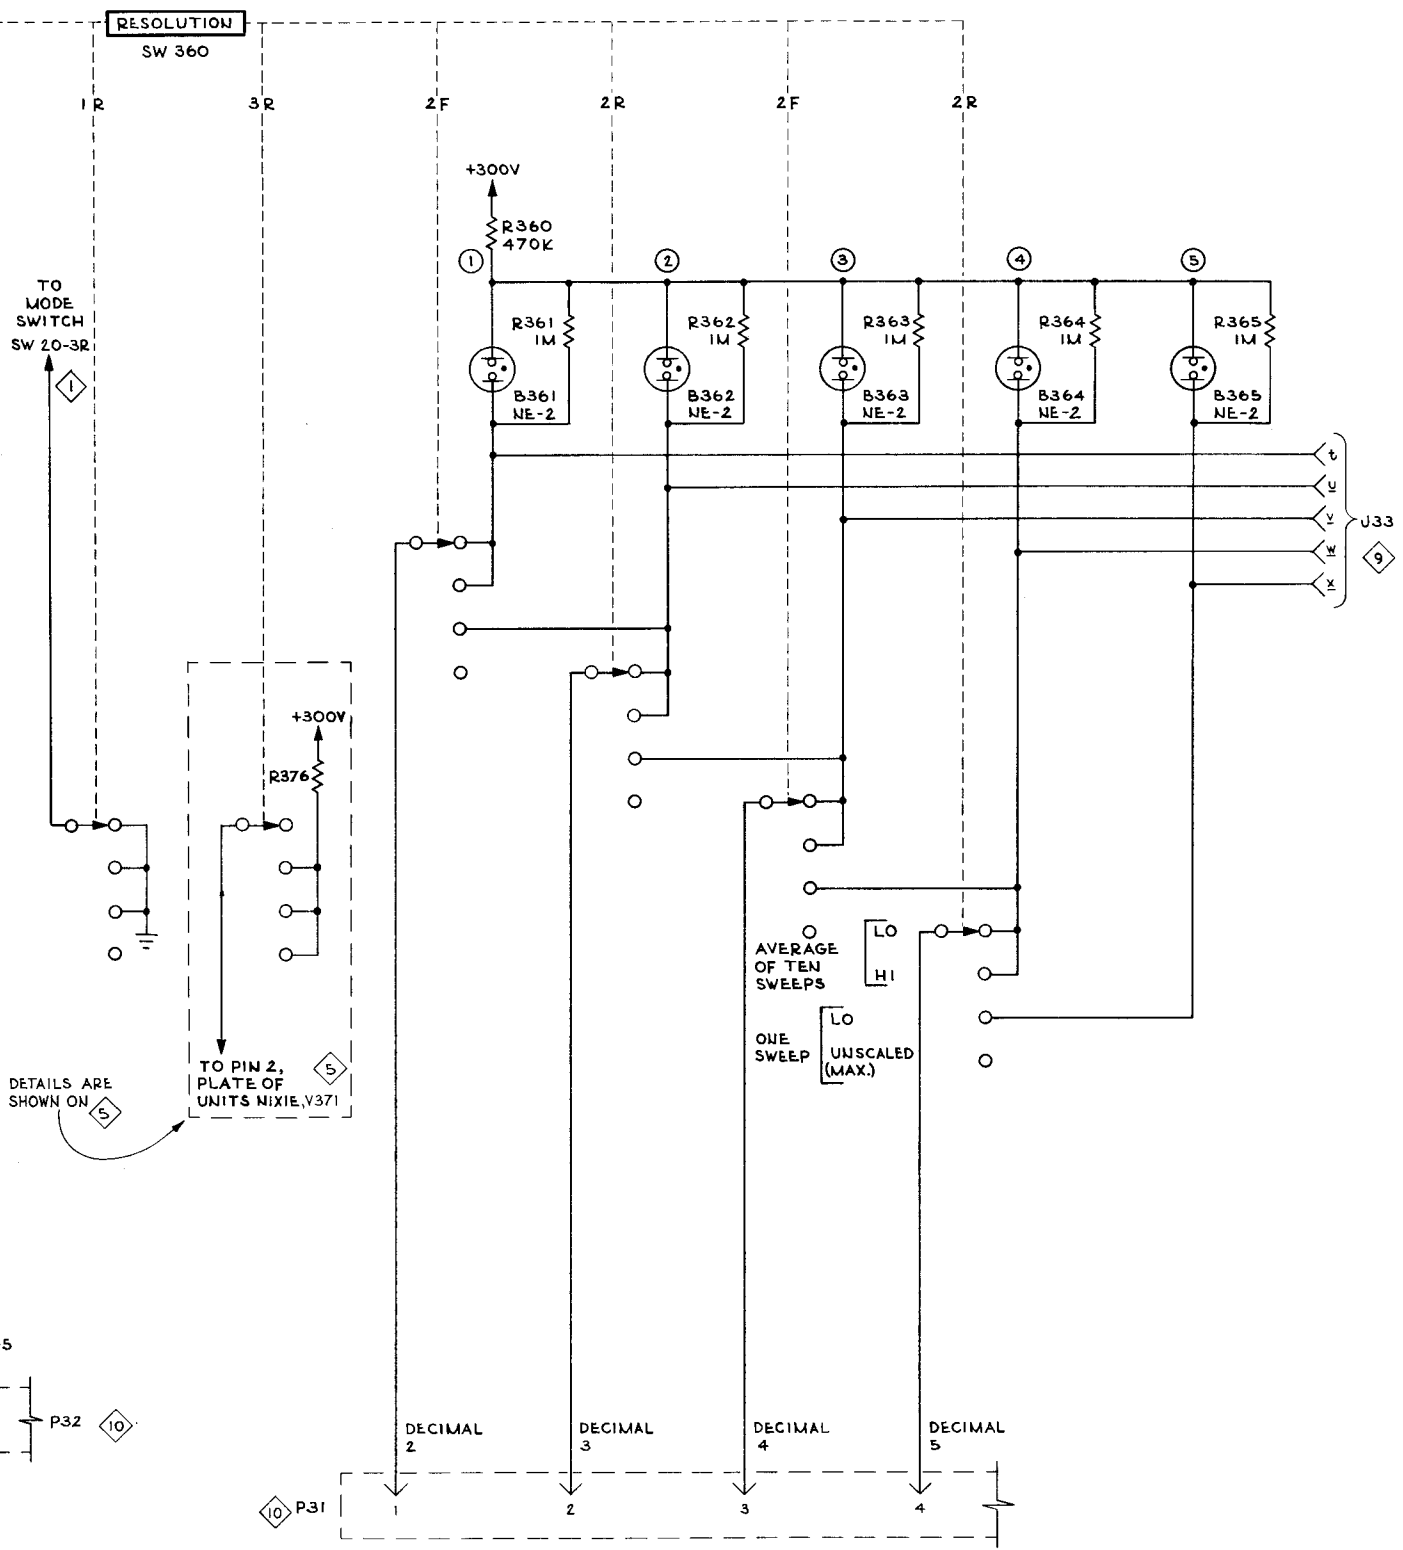 RESOLUTION
SW 360
1R
3R
2F
2R
2F
2R
+300V
R360
470K
1
2
3
4
5
TO
MODE
SWITCH
SW 20-3R
1
R361
1M
R362
1M
R363
1M
R364
1M
R365
1M
B361
NE-2
B362
NE-2
B363
NE-2
B364
NE-2
B365
NE-2
t
u
v
w
x
J33
9
+300V
R376
AVERAGE
OF TEN
SWEEPS
LO
HI
ONE
SWEEP
LO
UNSCALED
(MAX.)
TO PIN 2,
PLATE OF
UNITS NIXIE, V371
5
DETAILS ARE
SHOWN ON
5
-5
P32
10
DECIMAL
2
DECIMAL
3
DECIMAL
4
DECIMAL
5
10
P31
1
2
3
4